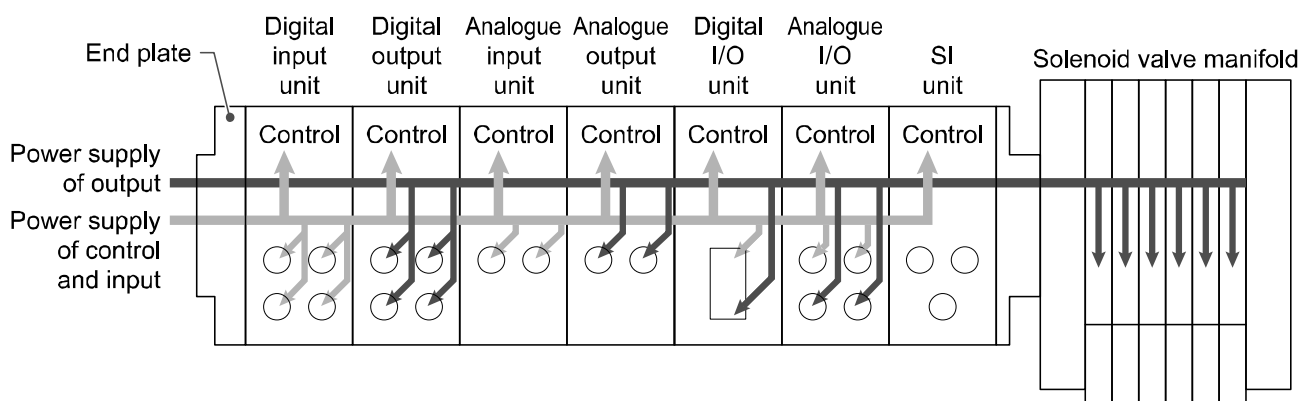 End plate
Digital
input
unit
Digital
output
unit
Analogue
input
unit
Analogue
output
unit
Digital
I/O
unit
Analogue
I/O
unit
SI
unit
Solenoid valve manifold
Control
Control
Control
Control
Control
Control
Control
Power supply
of output
Power supply
of control
and input